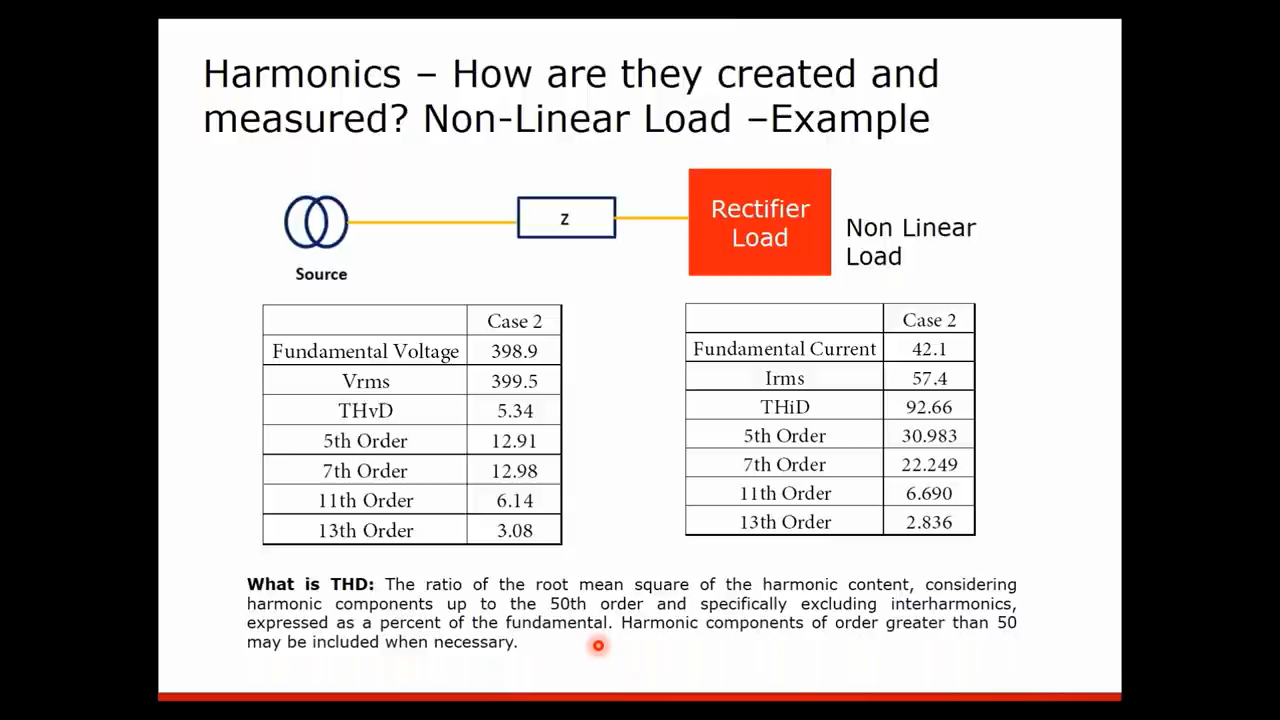 Harmonics – How are they created and
measured? Non-Linear Load –Example
Source
Z
Rectifier
Load
Non Linear
Load
Case 2
Fundamental Voltage 398.9
Vrms 399.5
THvD 5.34
5th Order 12.91
7th Order 12.98
11th Order 6.14
13th Order 3.08
Case 2
Fundamental Current 42.1
Irms 57.4
THiD 92.66
5th Order 30.983
7th Order 22.249
11th Order 6.690
13th Order 2.836
What is THD: The ratio of the root mean square of the harmonic content, considering
harmonic components up to the 50th order and specifically excluding interharmonics,
expressed as a percent of the fundamental. Harmonic components of order greater than 50
may be included when necessary.